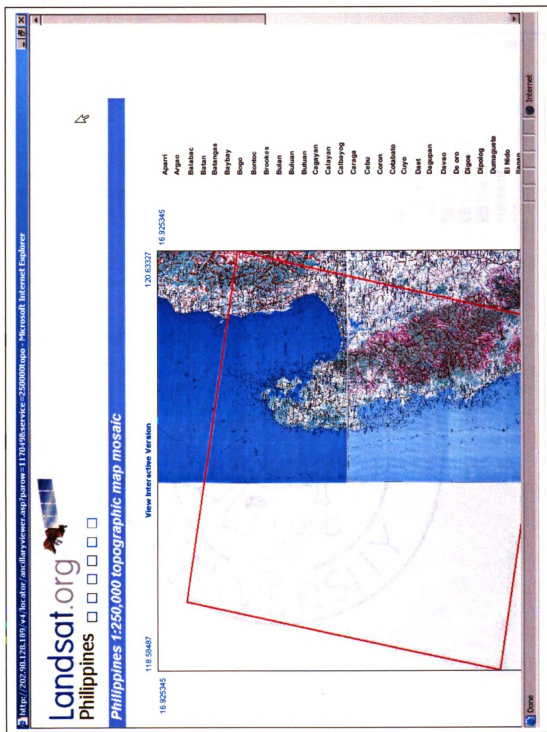 http://202.90.128.189/v4/locator/ancillaryviewer.asp?parow=117049&service=250000topo - Microsoft Internet Explorer
Landsat.org
Philippines
Philippines 1:250,000 topographic map mosaic
View Interactive Version
118.58487
120.63327
16.925345
16.925345
Aparri
Argao
Balabac
Batan
Batangas
Baybay
Bogo
Bontoc
Brookes
Bulan
Buluan
Butuan
Cagayan
Calayan
Calbayog
Caraga
Cebu
Coron
Cotabato
Cuyo
Daet
Dagupan
Davao
De oro
Digos
Dipolog
Dumaguete
El Nido
Done
Internet